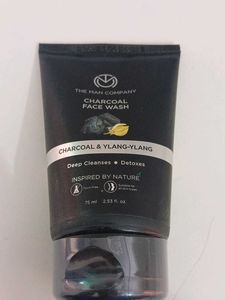 THE MAN COMPANY
CHARCOAL
FACE WASH
CHARCOAL & YLANG-YLANG
Deep Cleanses • Detoxes
INSPIRED BY NATURE
75 ml 2.53 fl. oz.